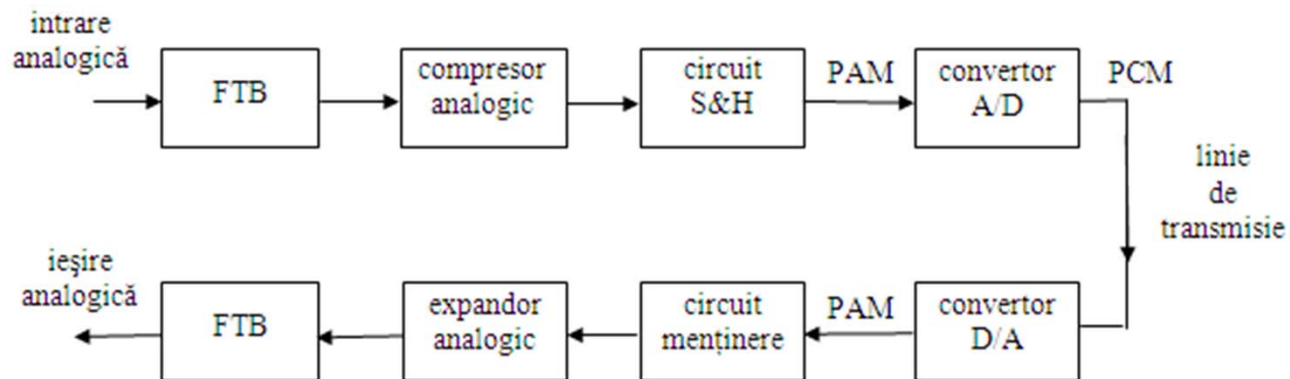 intrare
analogică
FTB
compresor
analogic
circuit
S&H
PAM
convertor
A/D
PCM
linie
de
transmisie
ieşire
analogică
FTB
expandor
analogic
circuit
menţinere
PAM
convertor
D/A